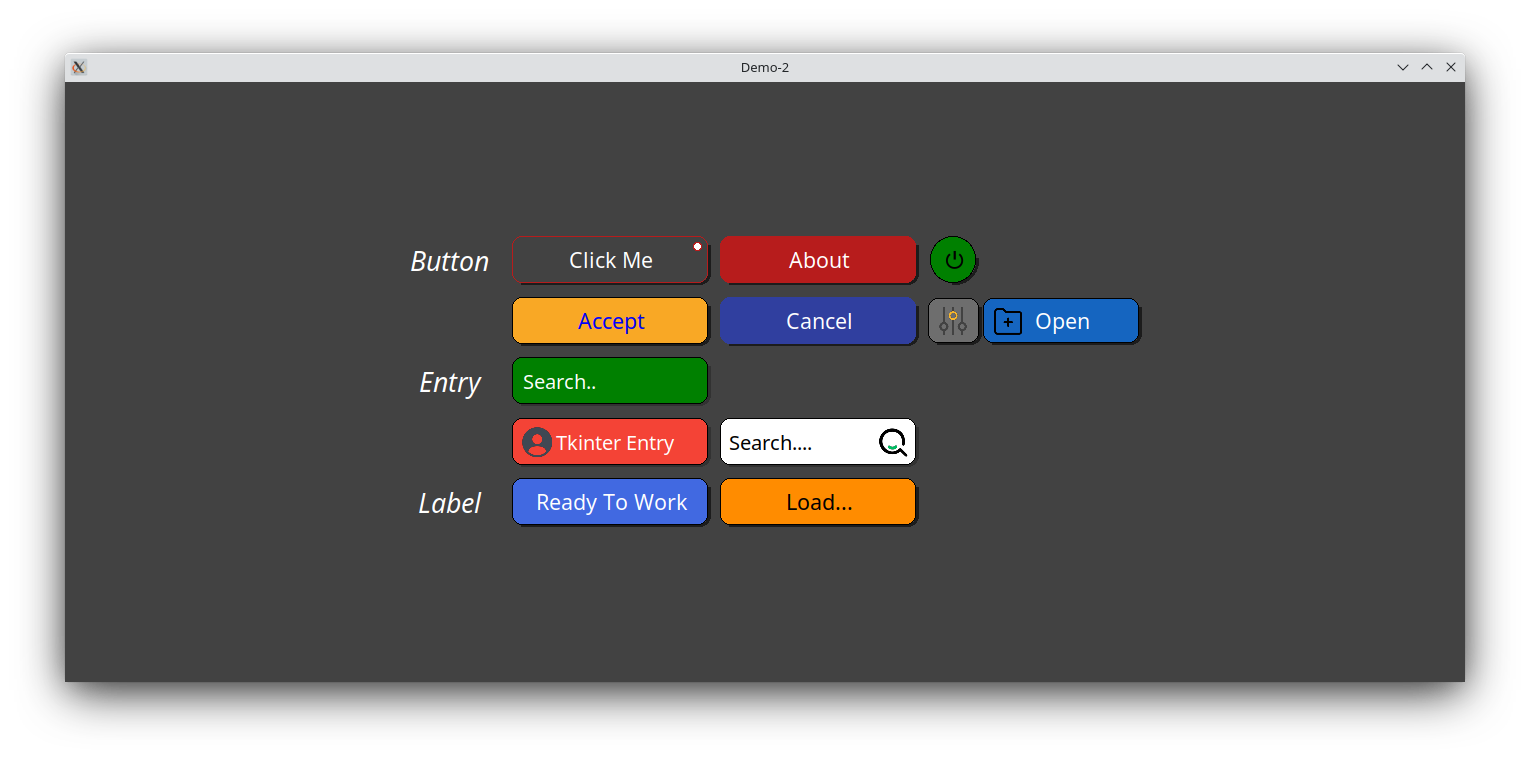 Demo-2
Button Click Me About
Accept Cancel Open
Entry Search..
Tkinter Entry Search....
Label Ready To Work Load...